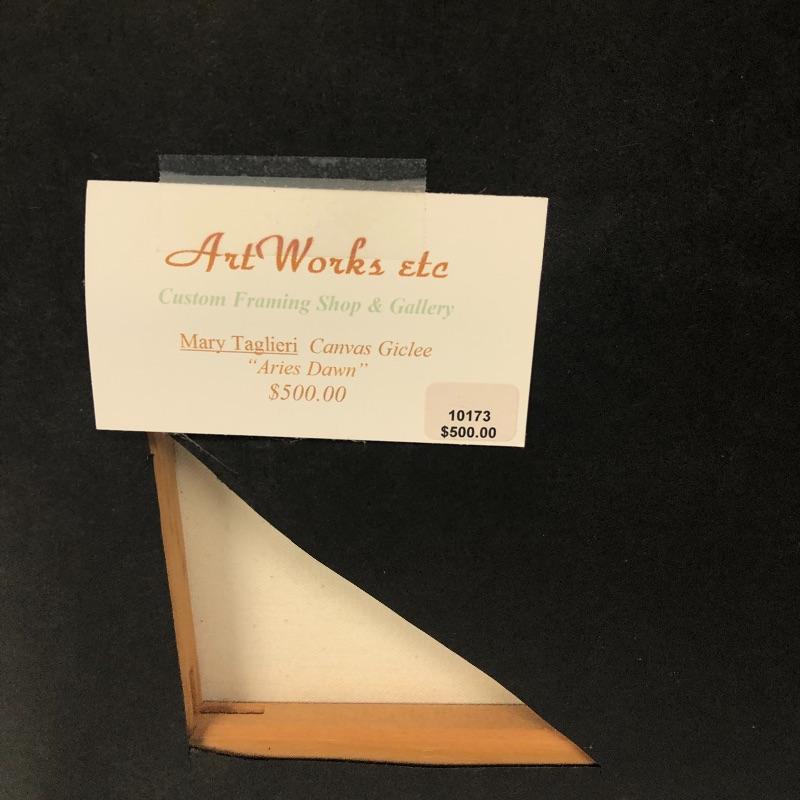 ArtWorks etc
Custom Framing Shop & Gallery
Mary Taglieri Canvas Giclee
“Aries Dawn”
$500.00
10173
$500.00